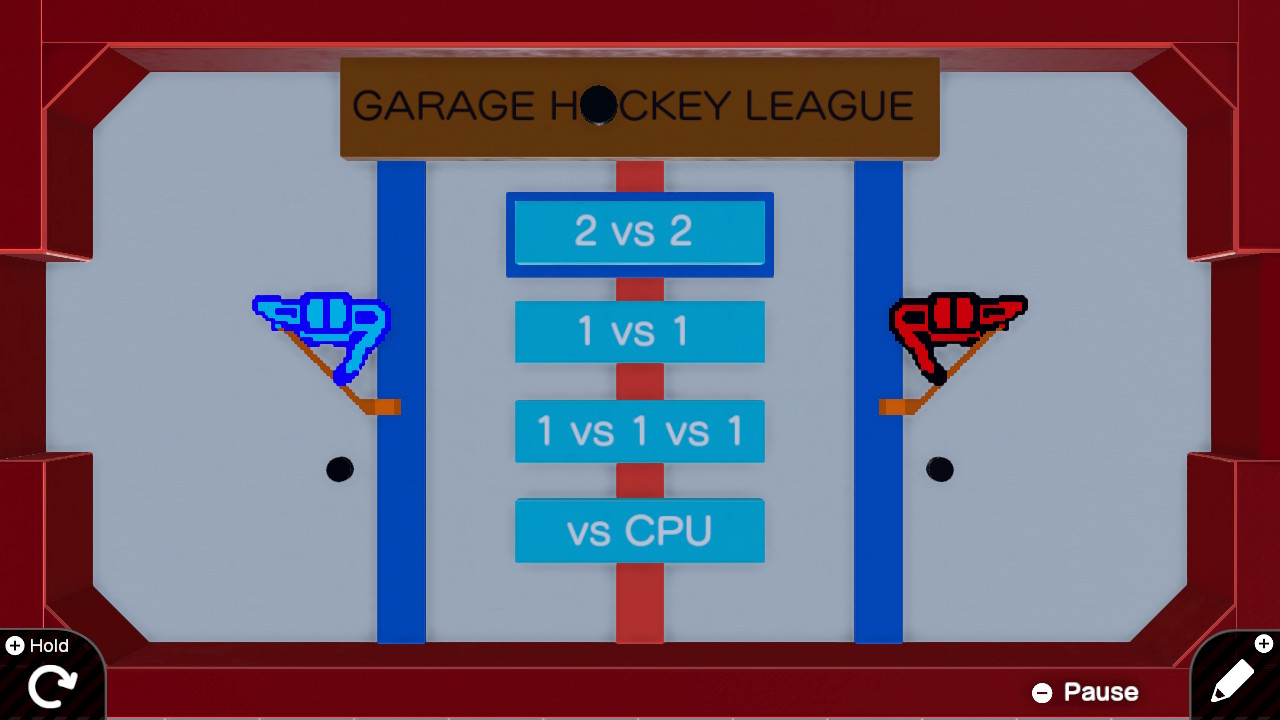 GARAGE HOCKEY LEAGUE
2 vs 2
1 vs 1
1 vs 1 vs 1
vs CPU
Hold
Pause